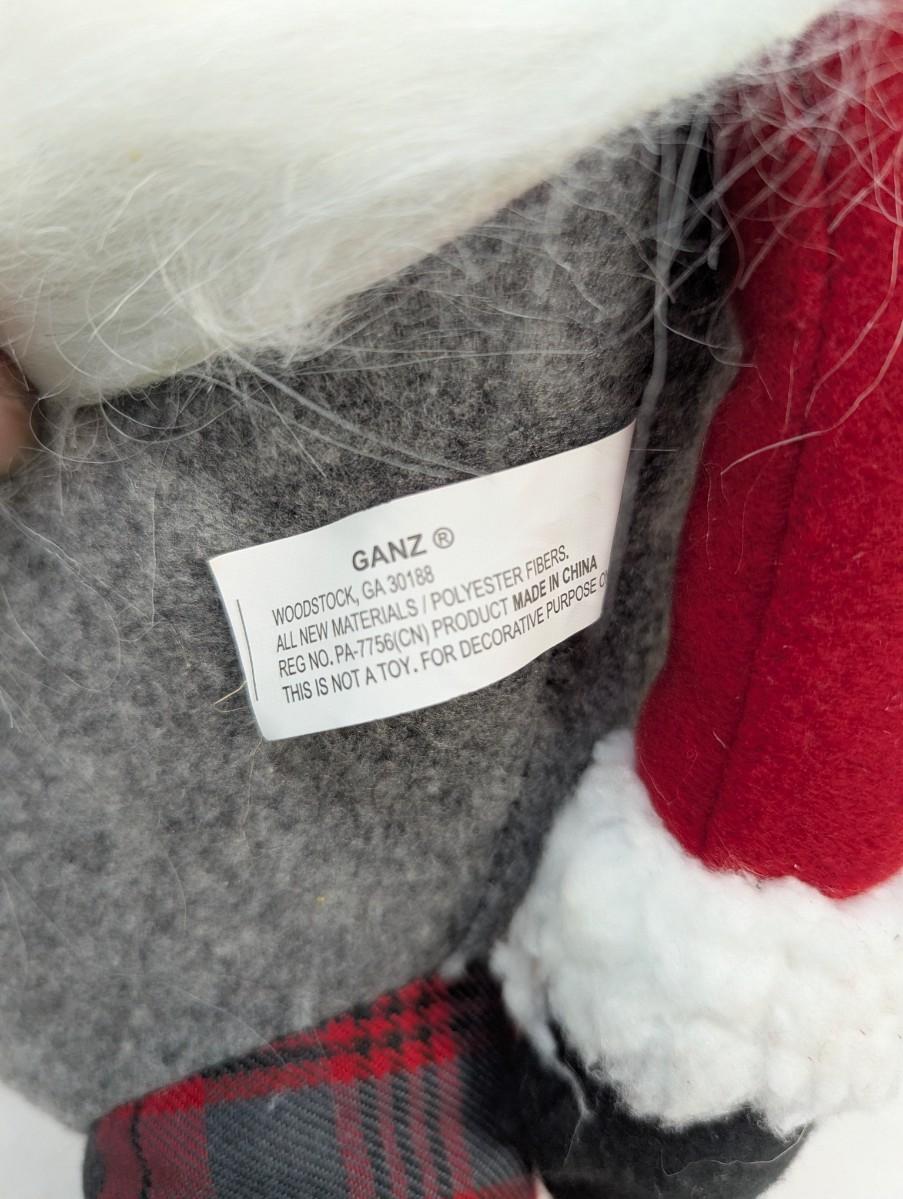 GANZ ®
WOODSTOCK, GA 30188
ALL NEW MATERIALS / POLYESTER FIBERS.
REG NO. PA-7756(CN) PRODUCT MADE IN CHINA
THIS IS NOT A TOY. FOR DECORATIVE PURPOSE